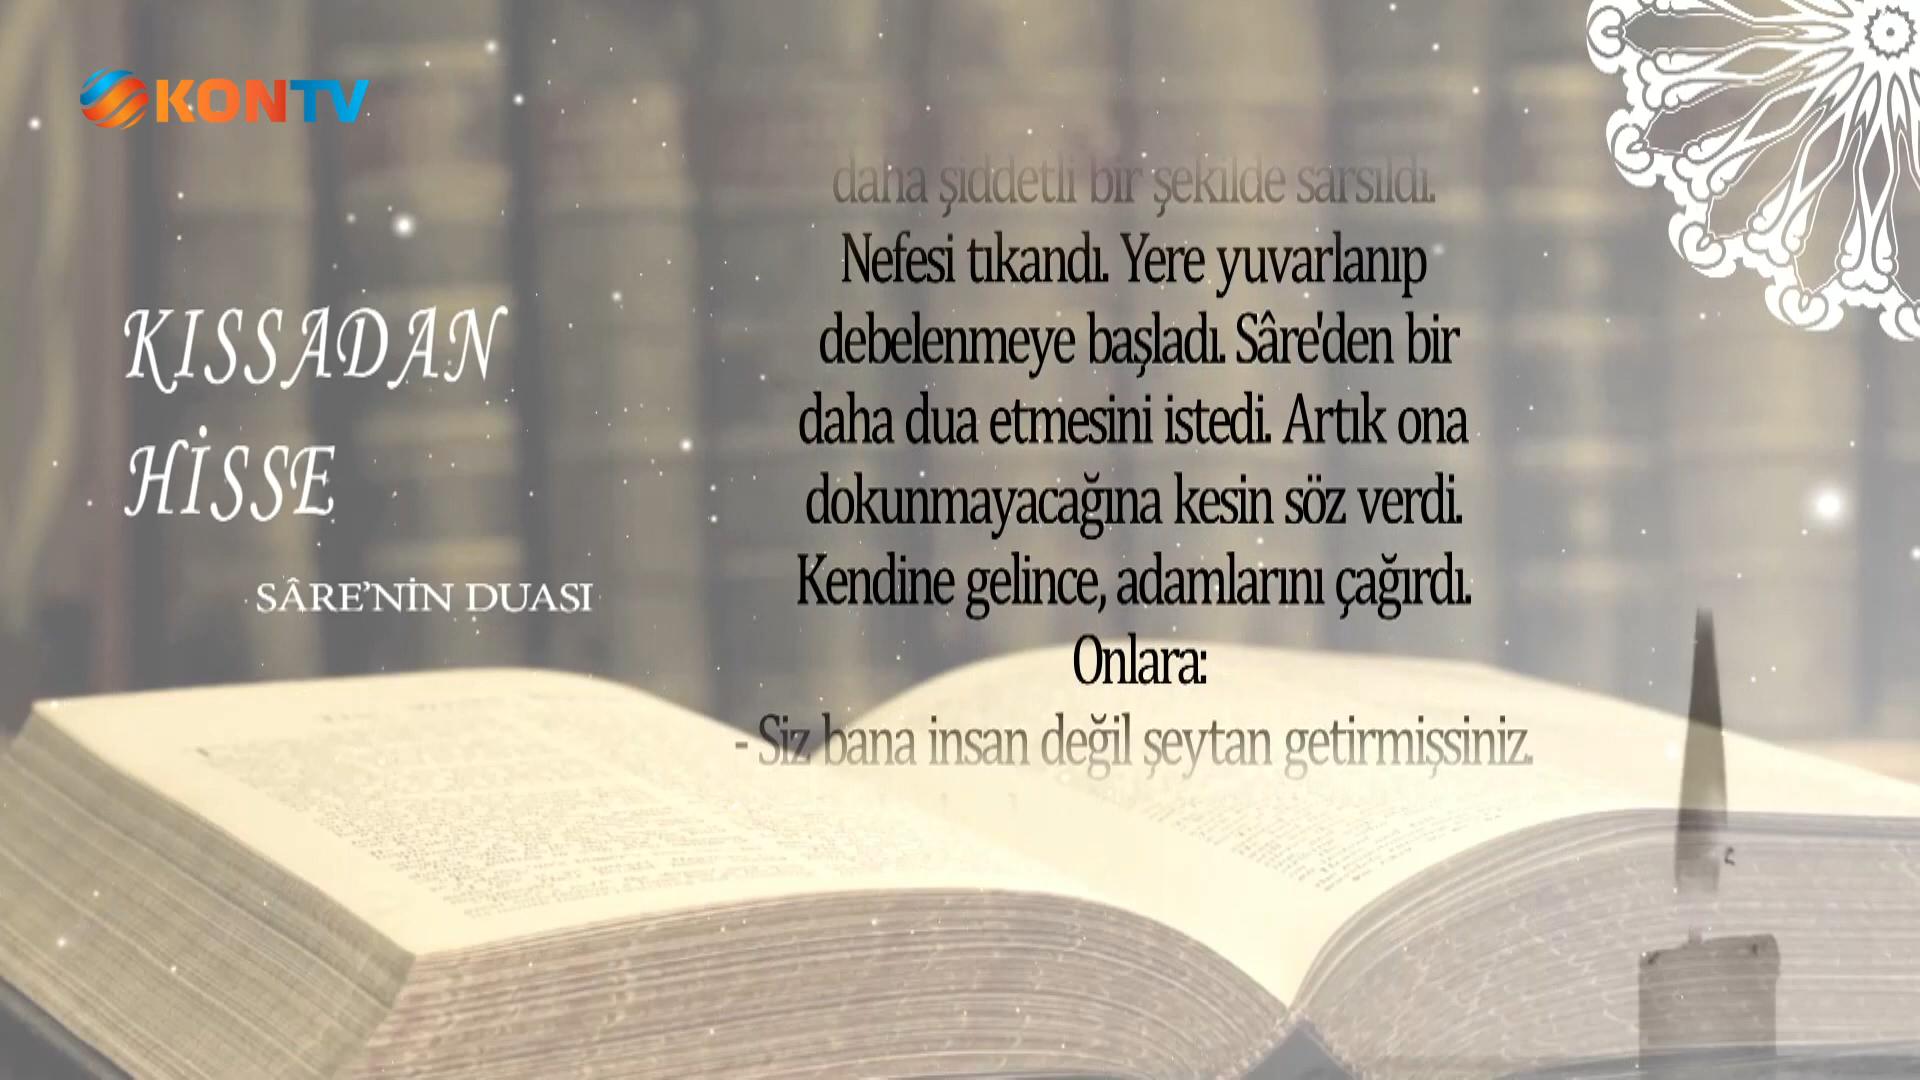 KONTV
KISSADAN
HİSSE
SÂRE'NİN DUASI
daha şiddetli bir şekilde sarsıldı.
Nefesi tıkandı. Yere yuvarlanıp
debelenmeye başladı. Sâre'den bir
daha dua etmesini istedi. Artık ona
dokunmayacağına kesin söz verdi.
Kendine gelince, adamlarını çağırdı.
Onlara:
- Siz bana insan değil şeytan getirmişsiniz.